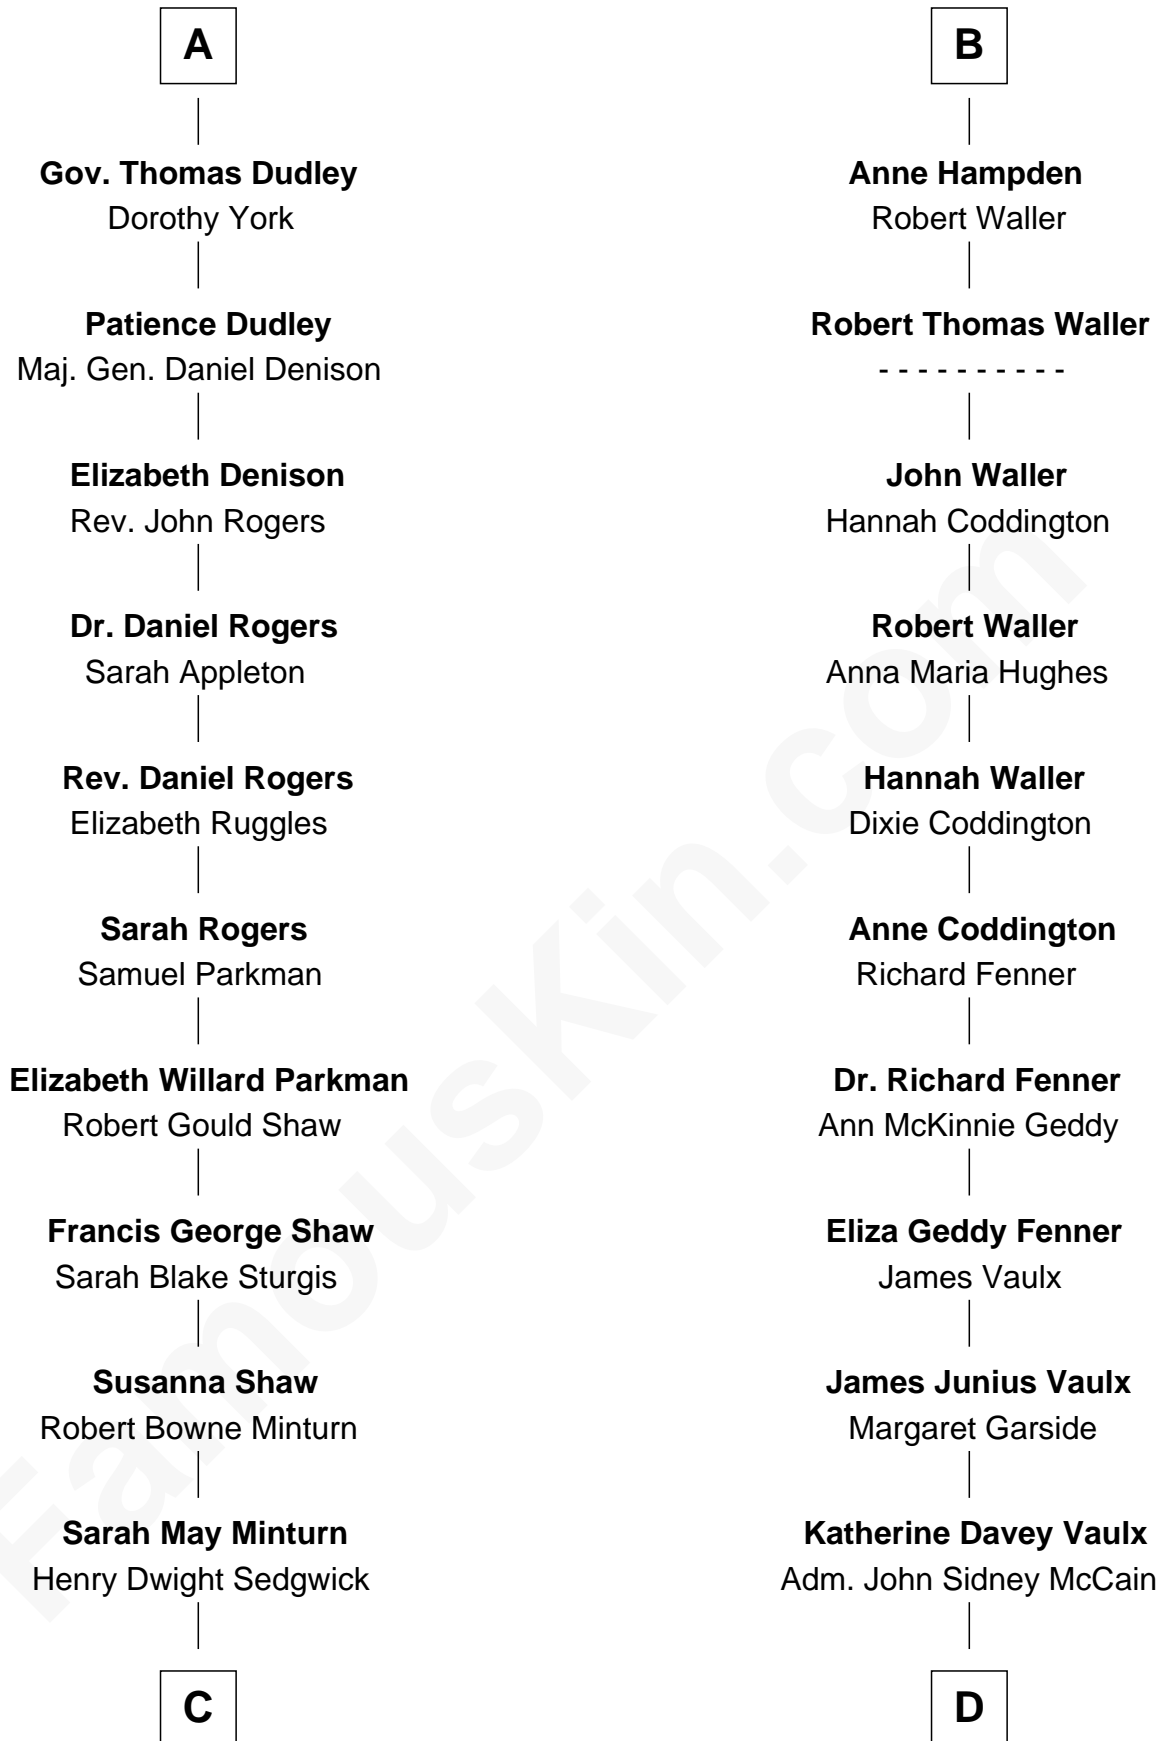 A
Gov. Thomas Dudley
Dorothy York
Patience Dudley
Maj. Gen. Daniel Denison
Elizabeth Denison
Rev. John Rogers
Dr. Daniel Rogers
Sarah Appleton
Rev. Daniel Rogers
Elizabeth Ruggles
Sarah Rogers
Samuel Parkman
Elizabeth Willard Parkman
Robert Gould Shaw
Francis George Shaw
Sarah Blake Sturgis
Susanna Shaw
Robert Bowne Minturn
Sarah May Minturn
Henry Dwight Sedgwick
C
B
Anne Hampden
Robert Waller
Robert Thomas Waller
- - - - - - - - - -
John Waller
Hannah Coddington
Robert Waller
Anna Maria Hughes
Hannah Waller
Dixie Coddington
Anne Coddington
Richard Fenner
Dr. Richard Fenner
Ann McKinnie Geddy
Eliza Geddy Fenner
James Vaulx
James Junius Vaulx
Margaret Garside
Katherine Davey Vaulx
Adm. John Sidney McCain
D
FamousKin.com